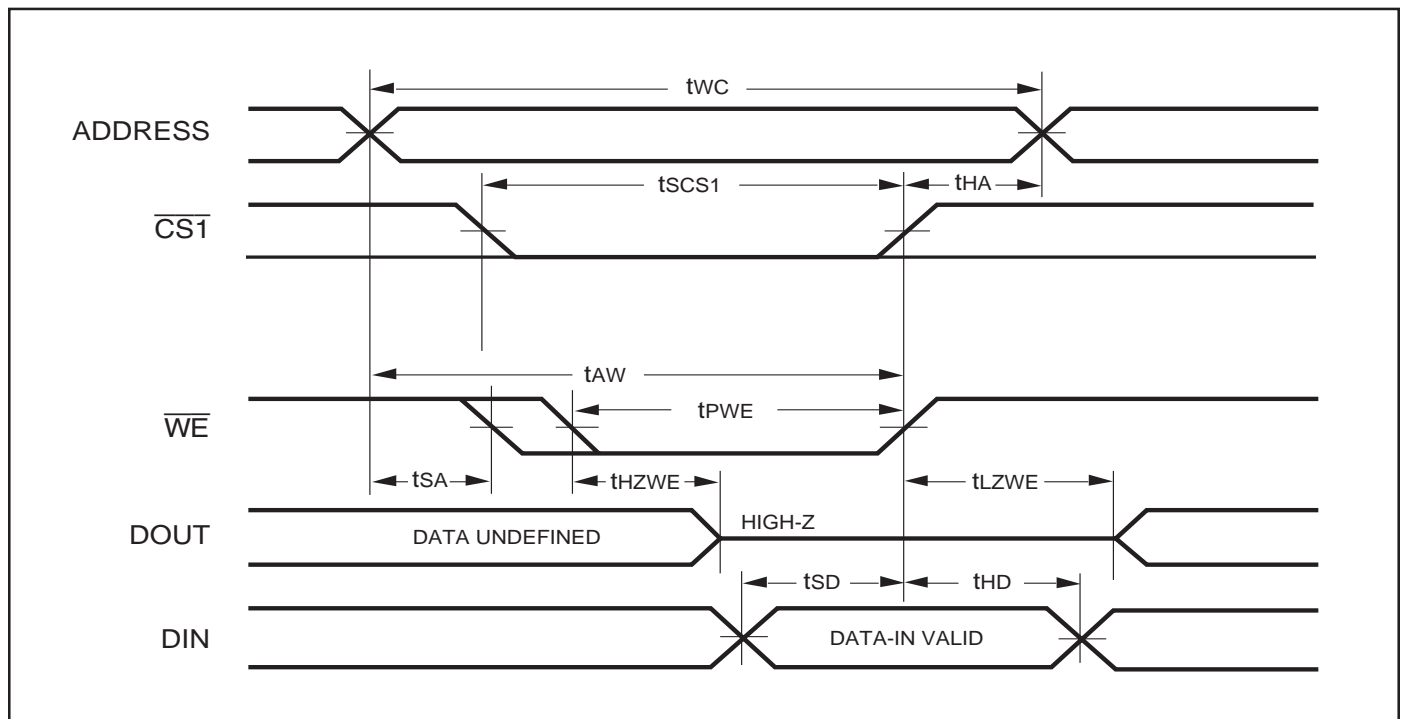 tWC
ADDRESS
tSCS1
tHA
CS1
tAW
tPWE
WE
tSA
tHZWE
tLZWE
DOUT
DATA UNDEFINED
HIGH-Z
tSD
tHD
DIN
DATA-IN VALID